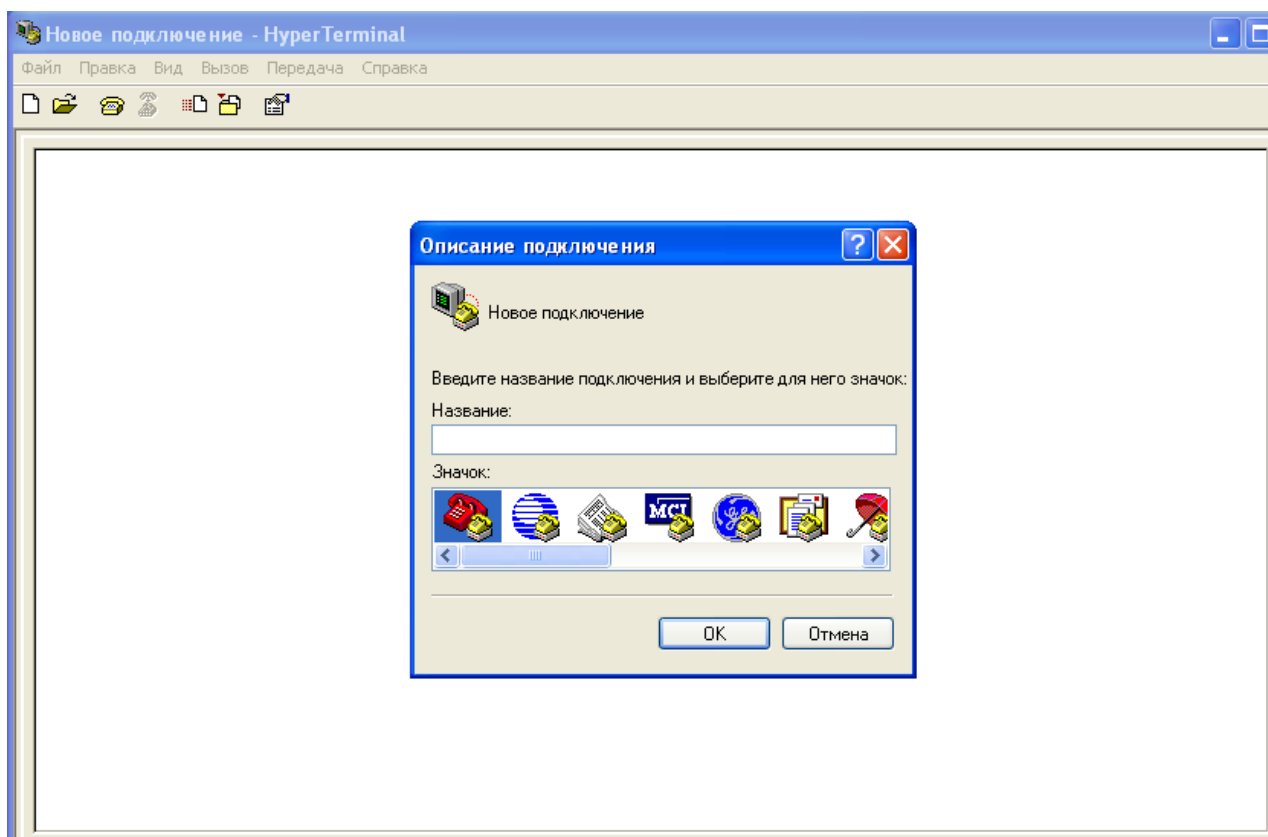 Новое подключение - HyperTerminal
Файл Правка Вид Вызов Передача Справка
Описание подключения
Новое подключение
Введите название подключения и выберите для него значок:
Название:
Значок:
MCI
OK Отмена